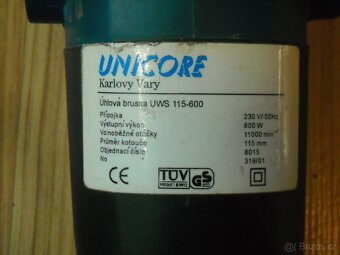 UNICORE
Karlovy Vary
Úhlová bruska UWS 115-600
Přípojka 230 V/ 50Hz
Výstupní výkon 600 W
Volnoběžné otáčky 11000 min⁻¹
Průměr kotouče 115 mm
Objednací číslo 8015
No 319/01
CE TÜV GS
Bazoš.cz